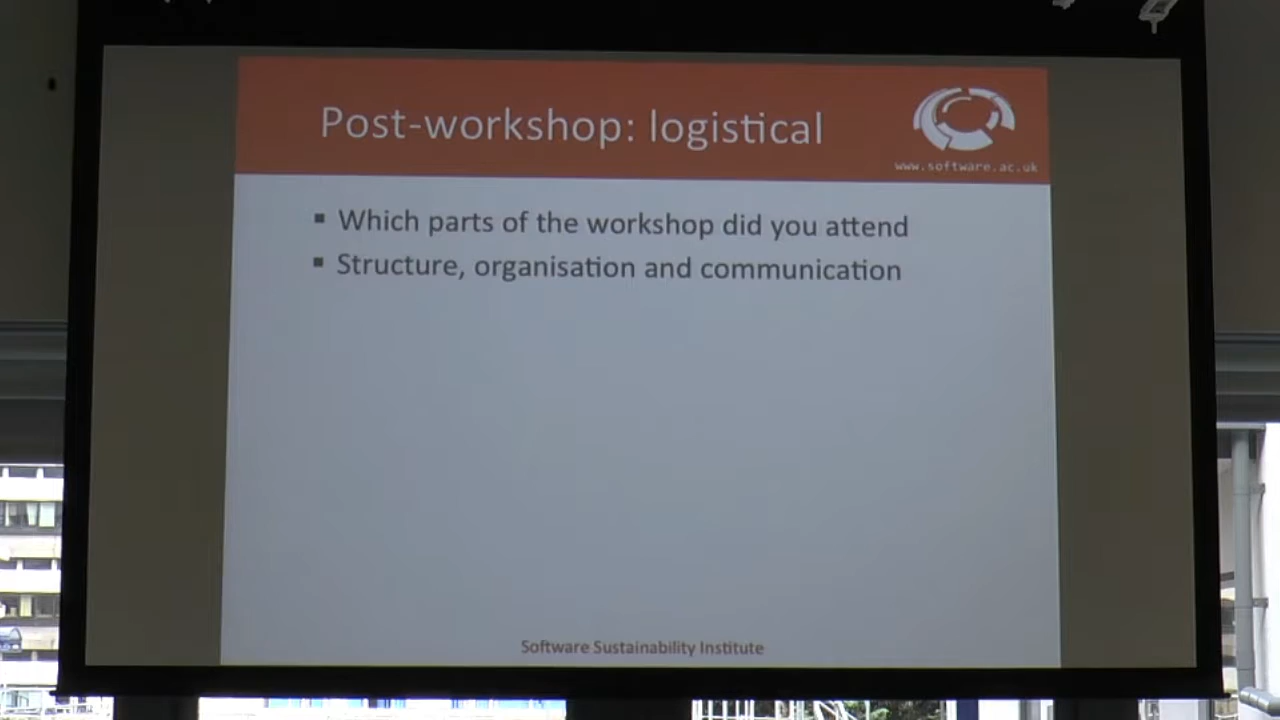 Post-workshop: logistical
www.software.ac.uk
Which parts of the workshop did you attend
Structure, organisation and communication
Software Sustainability Institute